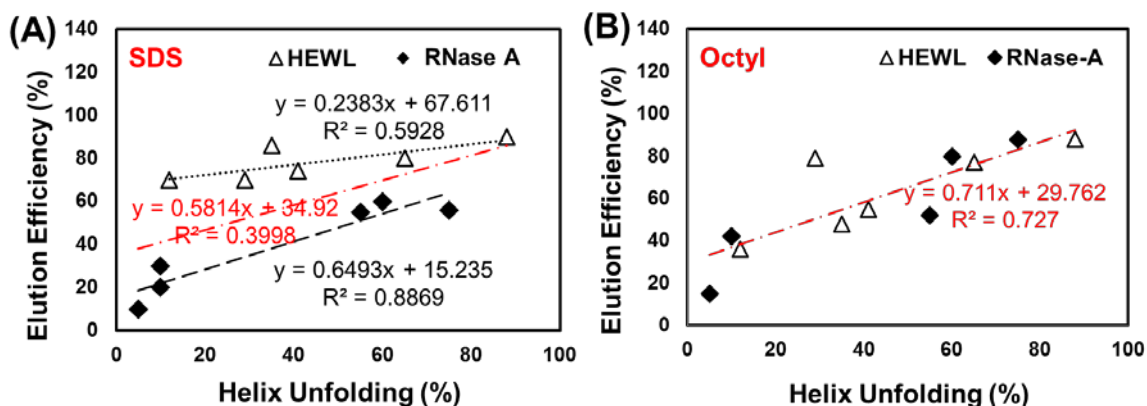 (A)
Elution Efficiency (%)
140
120
100
80
60
40
20
0
SDS
HEWL
RNase A
y = 0.2383x + 67.611
R² = 0.5928
y = 0.5814x + 34.92
R² = 0.3998
y = 0.6493x + 15.235
R² = 0.8869
0 20 40 60 80 100
Helix Unfolding (%)
(B)
Elution Efficiency (%)
140
120
100
80
60
40
20
0
Octyl
HEWL
RNase-A
y = 0.711x + 29.762
R² = 0.727
0 20 40 60 80 100
Helix Unfolding (%)